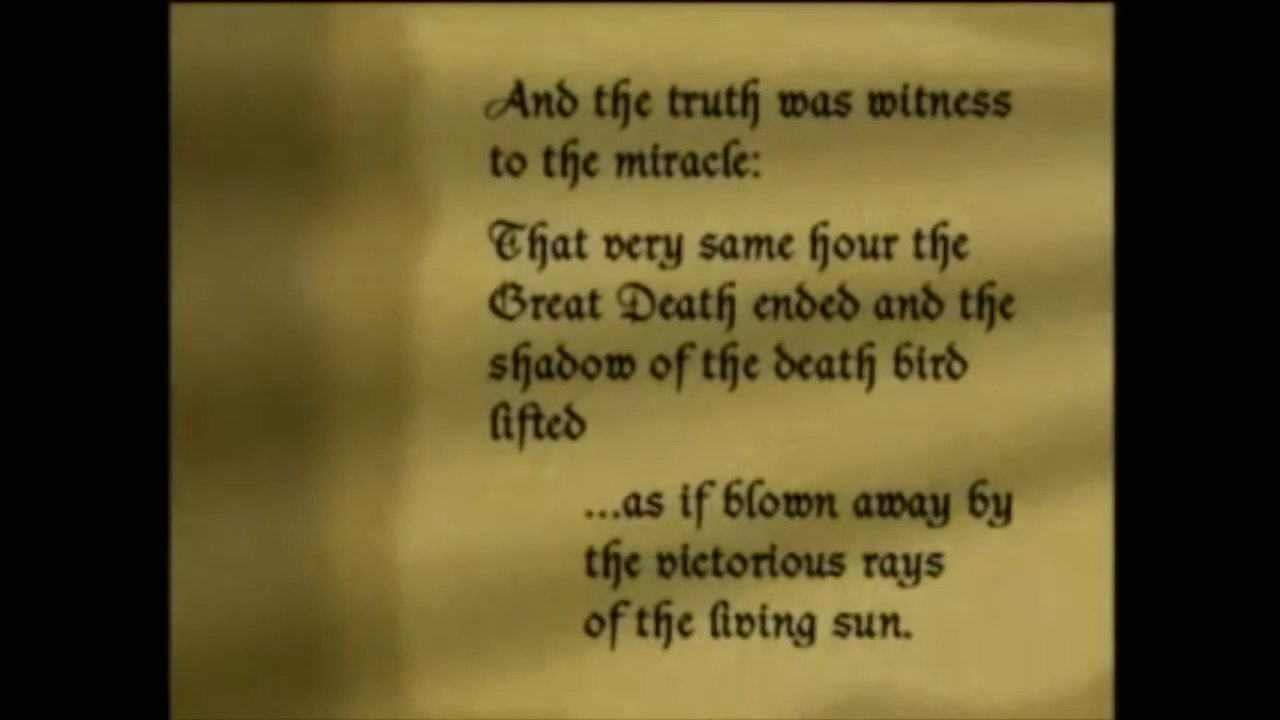 And the truth was witness
to the miracle:
That very same hour the
Great Death ended and the
shadow of the death bird
lifted
...as if blown away by
the victorious rays
of the living sun.